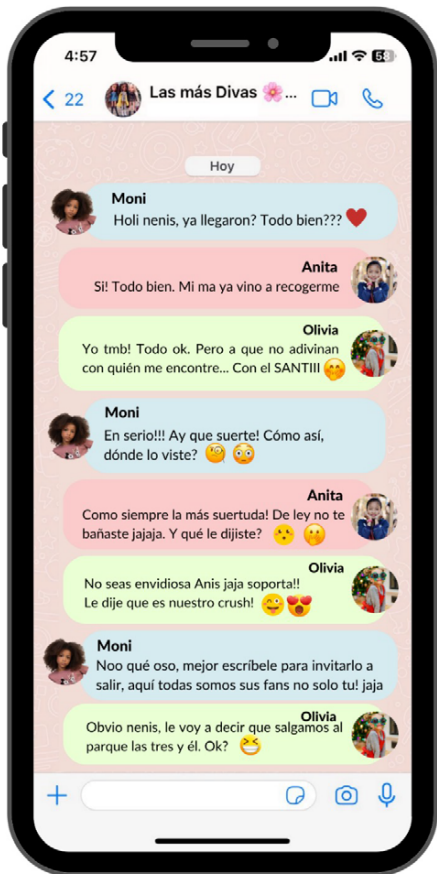 4:57
58
22
Las más Divas 🌸...
Hoy
Moni
Holi nenis, ya llegaron? Todo bien??? ❤️
Anita
Si! Todo bien. Mi ma ya vino a recogerme
Olivia
Yo tmb! Todo ok. Pero a que no adivinan
con quién me encontre... Con el SANTIII 🤭
Moni
En serio!!! Ay que suerte! Cómo así,
dónde lo viste? 🧐 😳
Anita
Como siempre la más suertuda! De ley no te
bañaste jajaja. Y qué le dijiste? 🫢
Olivia
No seas envidiosa Anis jaja soporta!!
Le dije que es nuestro crush! 😜😍
Moni
Noo qué oso, mejor escríbele para invitarlo a
salir, aquí todas somos sus fans no solo tu! jaja
Olivia
Obvio nenis, le voy a decir que salgamos al
parque las tres y él. Ok? 😆